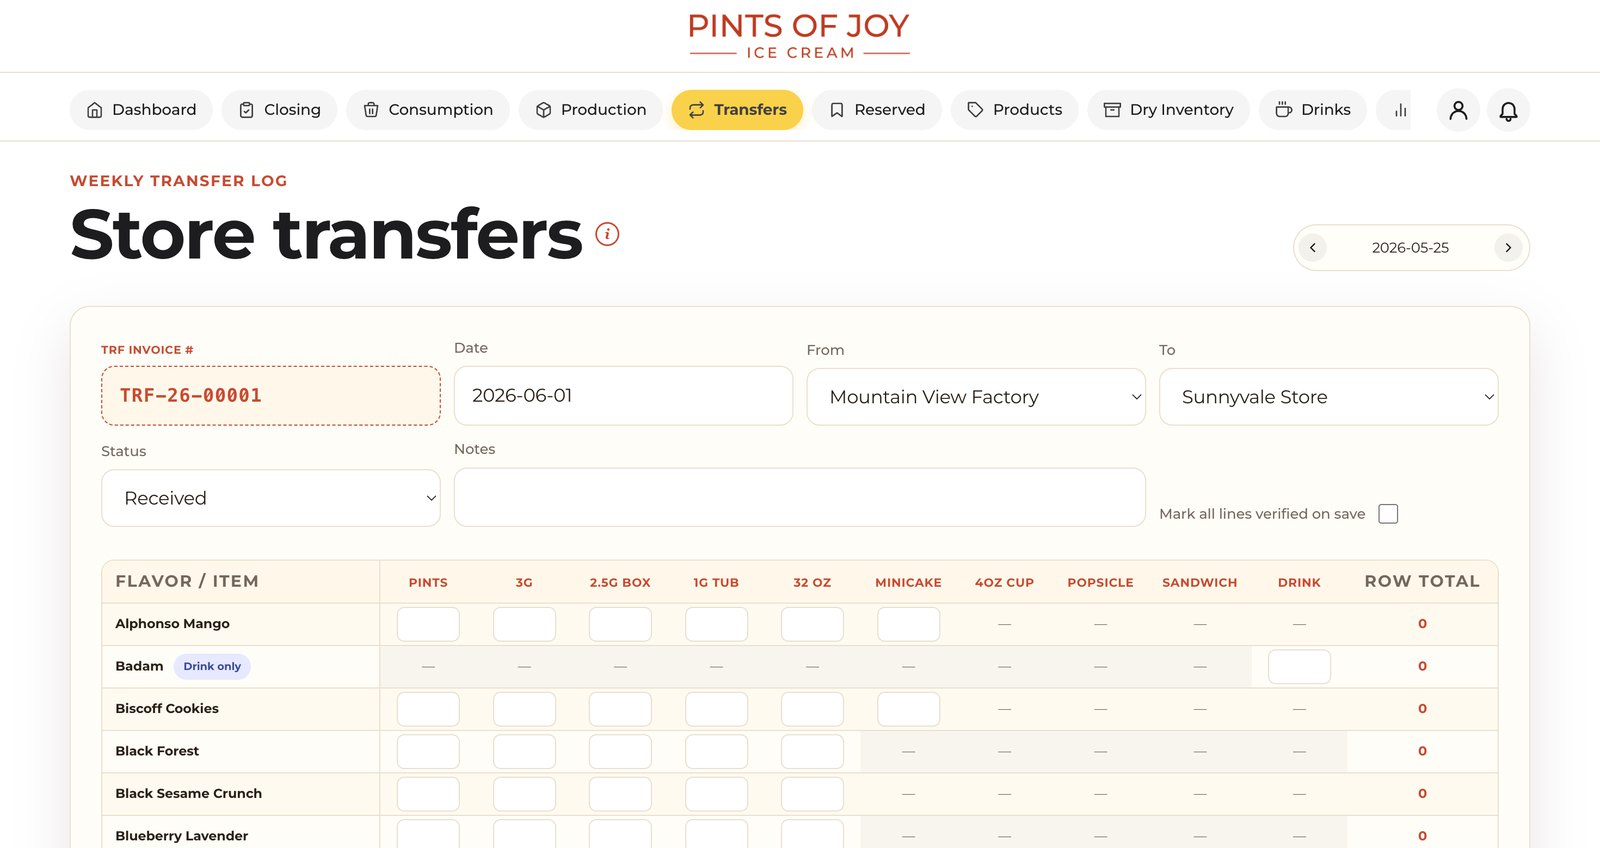 PINTS OF JOY
ICE CREAM
Dashboard Closing Consumption Production Transfers Reserved Products Dry Inventory Drinks
WEEKLY TRANSFER LOG
Store transfers i
2026-05-25
TRF INVOICE # Date From To
TRF-26-00001 2026-06-01 Mountain View Factory Sunnyvale Store
Status Notes
Received Mark all lines verified on save
FLAVOR / ITEM PINTS 3G 2.5G BOX 1G TUB 32 OZ MINICAKE 4OZ CUP POPSICLE SANDWICH DRINK ROW TOTAL
Alphonso Mango — — — — 0
Badam Drink only — — — — — — — — — 0
Biscoff Cookies — — — — 0
Black Forest — — — — — 0
Black Sesame Crunch — — — — — 0
Blueberry Lavender — — — — — 0